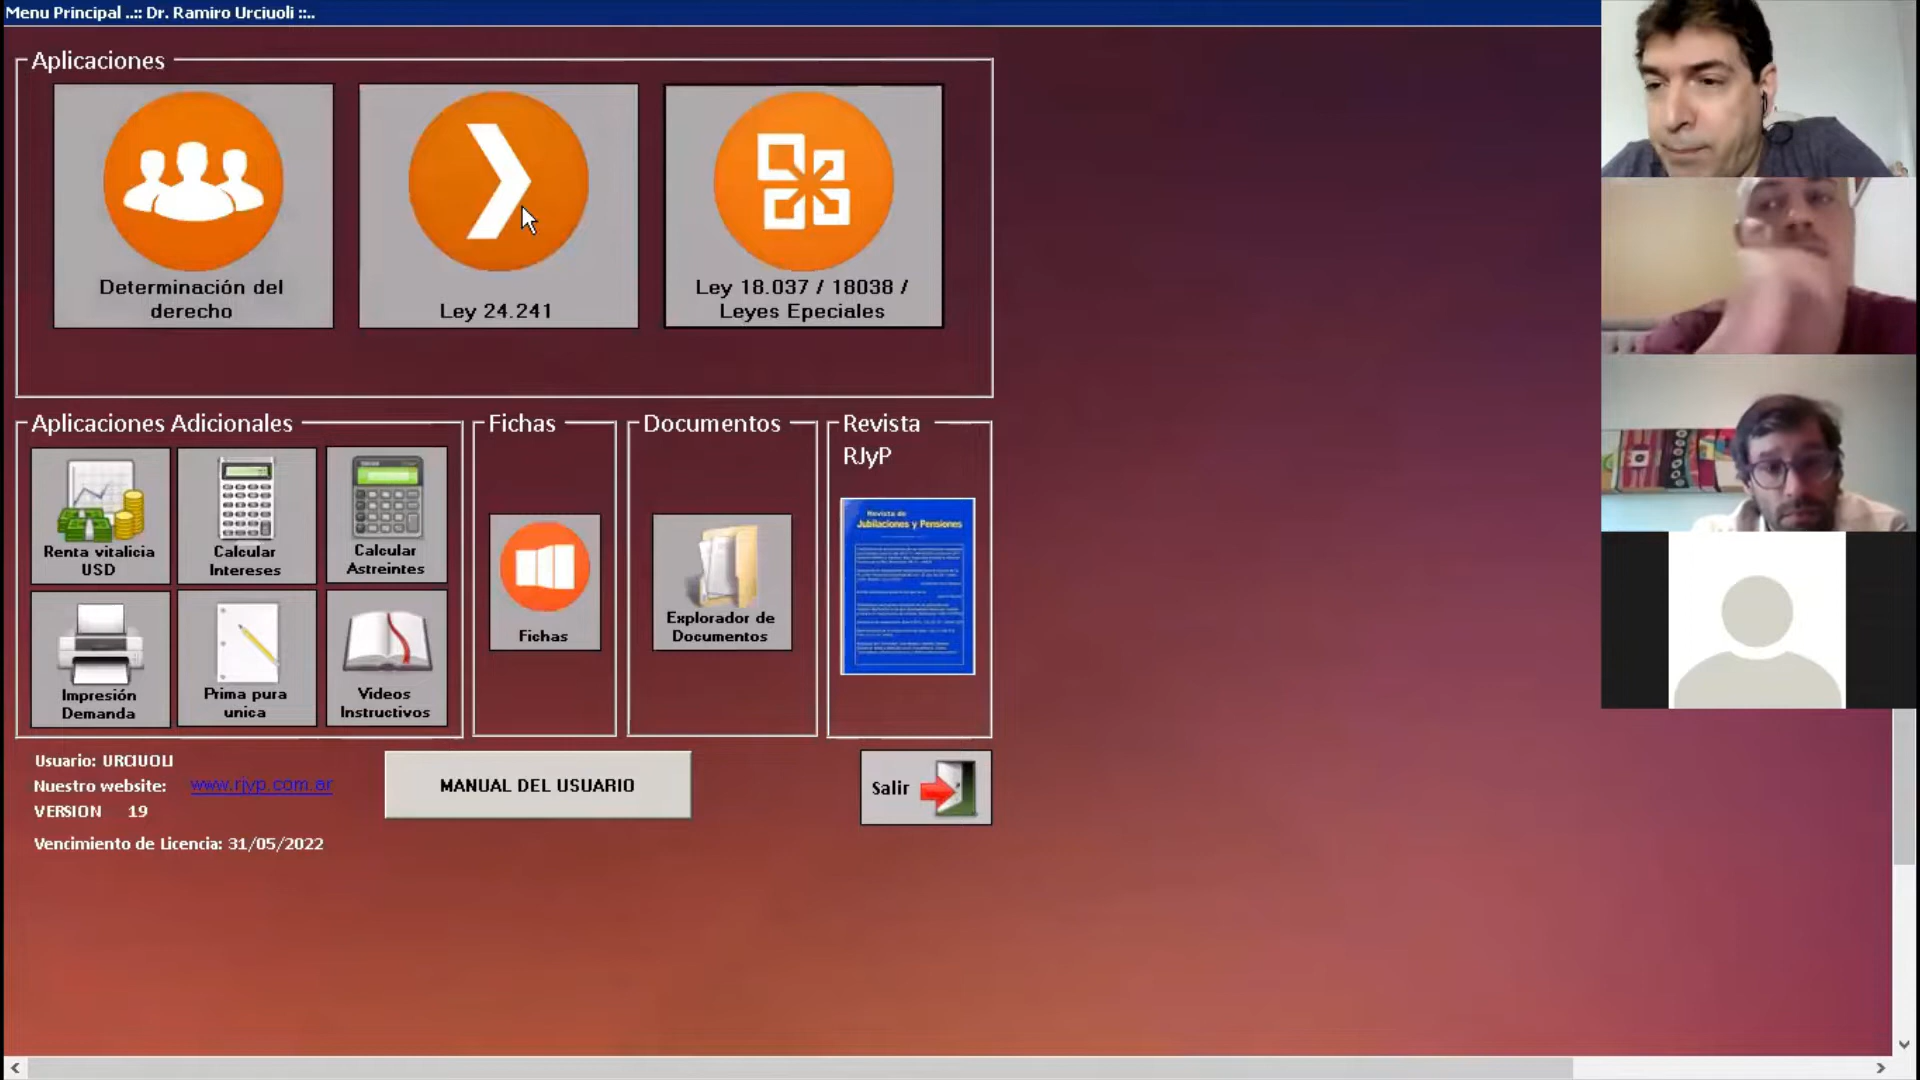 Menu Principal ..:: Dr. Ramiro Urciuoli ::..
Aplicaciones
Determinación del
derecho
Ley 24.241
Ley 18.037 / 18038 /
Leyes Epeciales
Aplicaciones Adicionales
Renta vitalicia
USD
Calcular
Intereses
Calcular
Astreintes
Impresión
Demanda
Prima pura
unica
Videos
Instructivos
Fichas
Fichas
Documentos
Explorador de
Documentos
Revista
RJyP
Revista de
Jubilaciones y Pensiones
Usuario: URCIUOLI
Nuestro website: www.rjyp.com.ar
VERSION 19
Vencimiento de Licencia: 31/05/2022
MANUAL DEL USUARIO
Salir